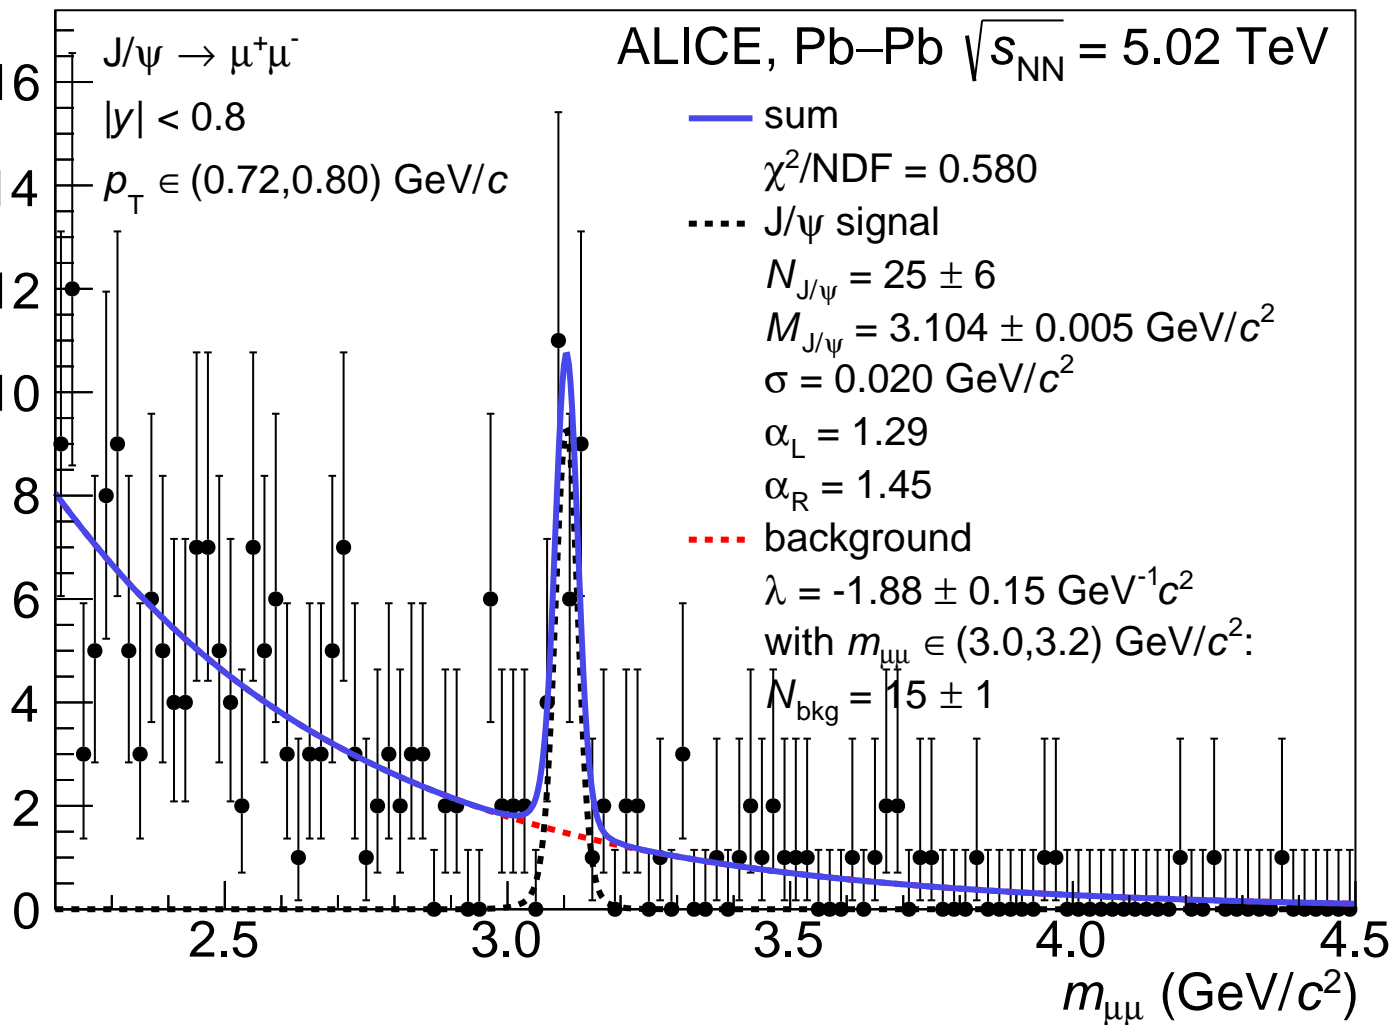 J/ψ → μ⁺μ⁻
|y| < 0.8
p_T ∈ (0.72,0.80) GeV/c
ALICE, Pb–Pb √s_NN = 5.02 TeV
sum
χ²/NDF = 0.580
J/ψ signal
N_J/ψ = 25 ± 6
M_J/ψ = 3.104 ± 0.005 GeV/c²
σ = 0.020 GeV/c²
α_L = 1.29
α_R = 1.45
background
λ = -1.88 ± 0.15 GeV⁻¹c²
with m_μμ ∈ (3.0,3.2) GeV/c²:
N_bkg = 15 ± 1
16
14
12
10
8
6
4
2
0
2.5 3.0 3.5 4.0 4.5
m_μμ (GeV/c²)